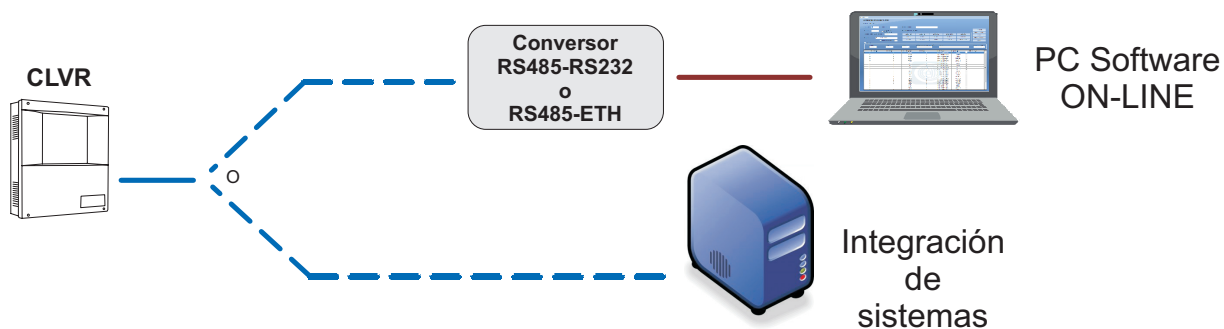 CLVR
Conversor
RS485-RS232
o
RS485-ETH
PC Software
ON-LINE
O
Integración
de
sistemas